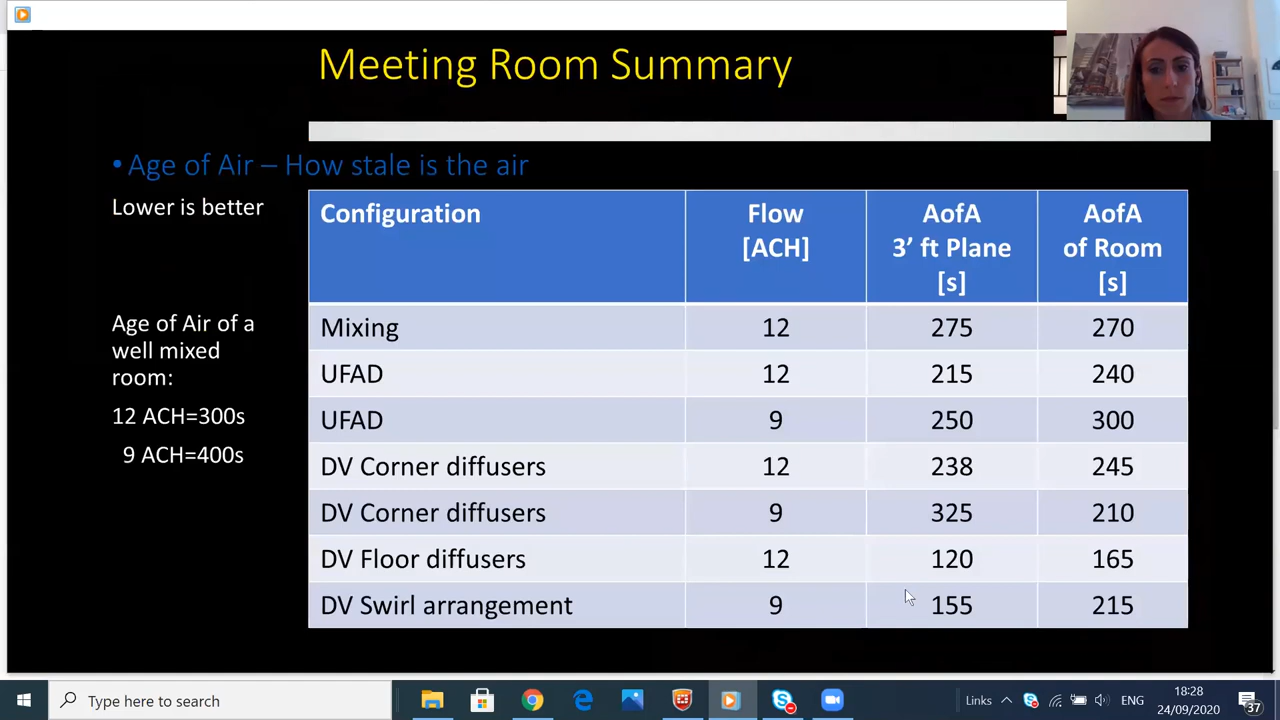 Meeting Room Summary
• Age of Air – How stale is the air
Lower is better
Age of Air of a
well mixed
room:
12 ACH=300s
9 ACH=400s
Configuration Flow [ACH] AofA 3’ ft Plane [s] AofA of Room [s]
Mixing 12 275 270
UFAD 12 215 240
UFAD 9 250 300
DV Corner diffusers 12 238 245
DV Corner diffusers 9 325 210
DV Floor diffusers 12 120 165
DV Swirl arrangement 9 155 215
Type here to search
Links
ENG
18:28
24/09/2020
37